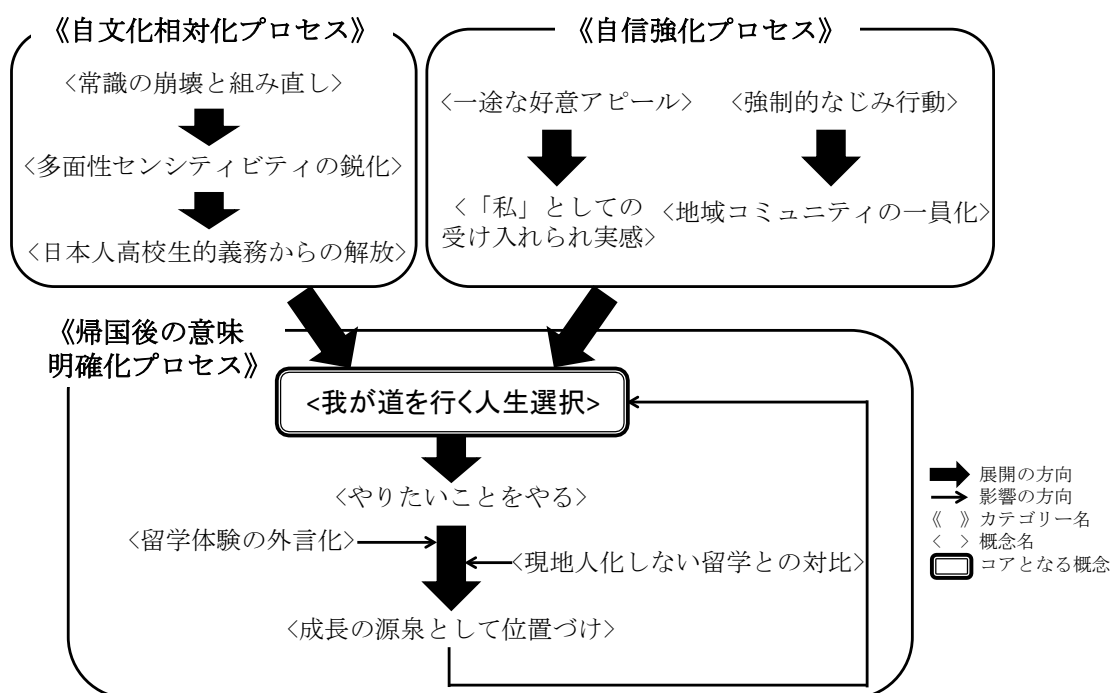 《自文化相対化プロセス》
<常識の崩壊と組み直し>
<多面性センシティビティの鋭化>
<日本人高校生的義務からの解放>
《自信強化プロセス》
<一途な好意アピール>
<強制的なじみ行動>
<「私」としての
受け入れられ実感>
<地域コミュニティの一員化>
《帰国後の意味
明確化プロセス》
<我が道を行く人生選択>
<やりたいことをやる>
<留学体験の外言化>
<現地人化しない留学との対比>
<成長の源泉として位置づけ>
展開の方向
影響の方向
《　》カテゴリー名
<　> 概念名
コアとなる概念